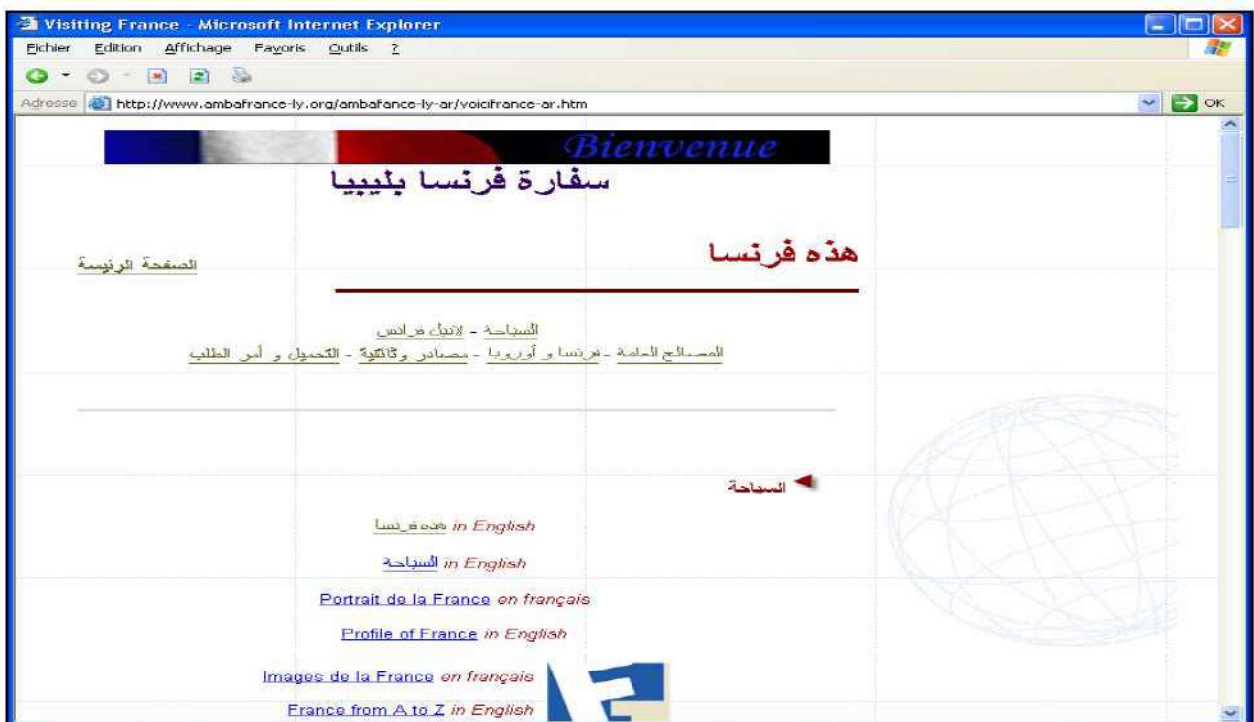 Visiting France - Microsoft Internet Explorer
Fichier Edition Affichage Favoris Outils ?
Adresse http://www.ambafrance-ly.org/ambafance-ly-ar/voicifrance-ar.htm OK
Bienvenue
سفارة فرنسا بليبيا
هذه فرنسا
الصفحة الرئيسة
السياحة - لانيل فرانس
المصالح العامة - فرنسا و أوروبا - مصادر وثائقية - التحميل و أمر الطلب
السياحة
هذه فرنسا in English
السياحة in English
Portrait de la France en français
Profile of France in English
Images de la France en français
France from A to Z in English